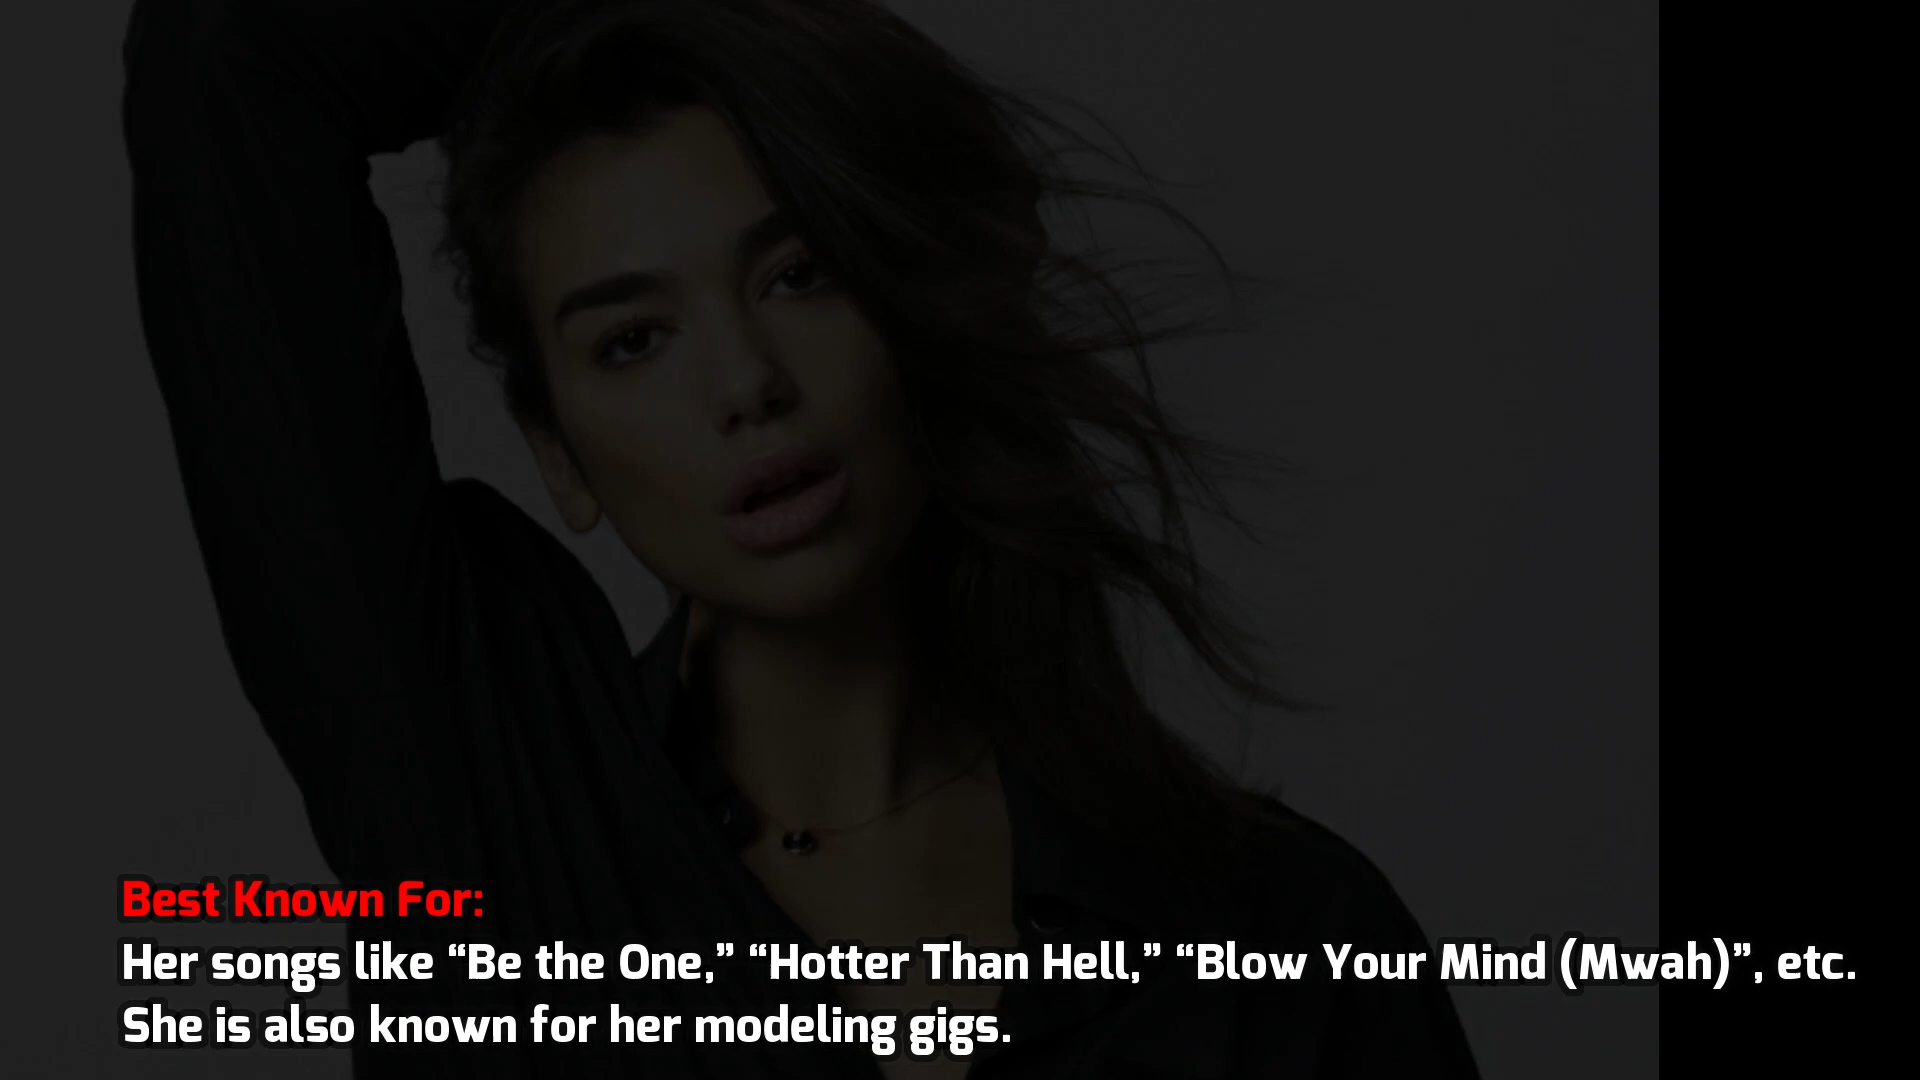 Best Known For:
Her songs like “Be the One,” “Hotter Than Hell,” “Blow Your Mind (Mwah)”, etc.
She is also known for her modeling gigs.